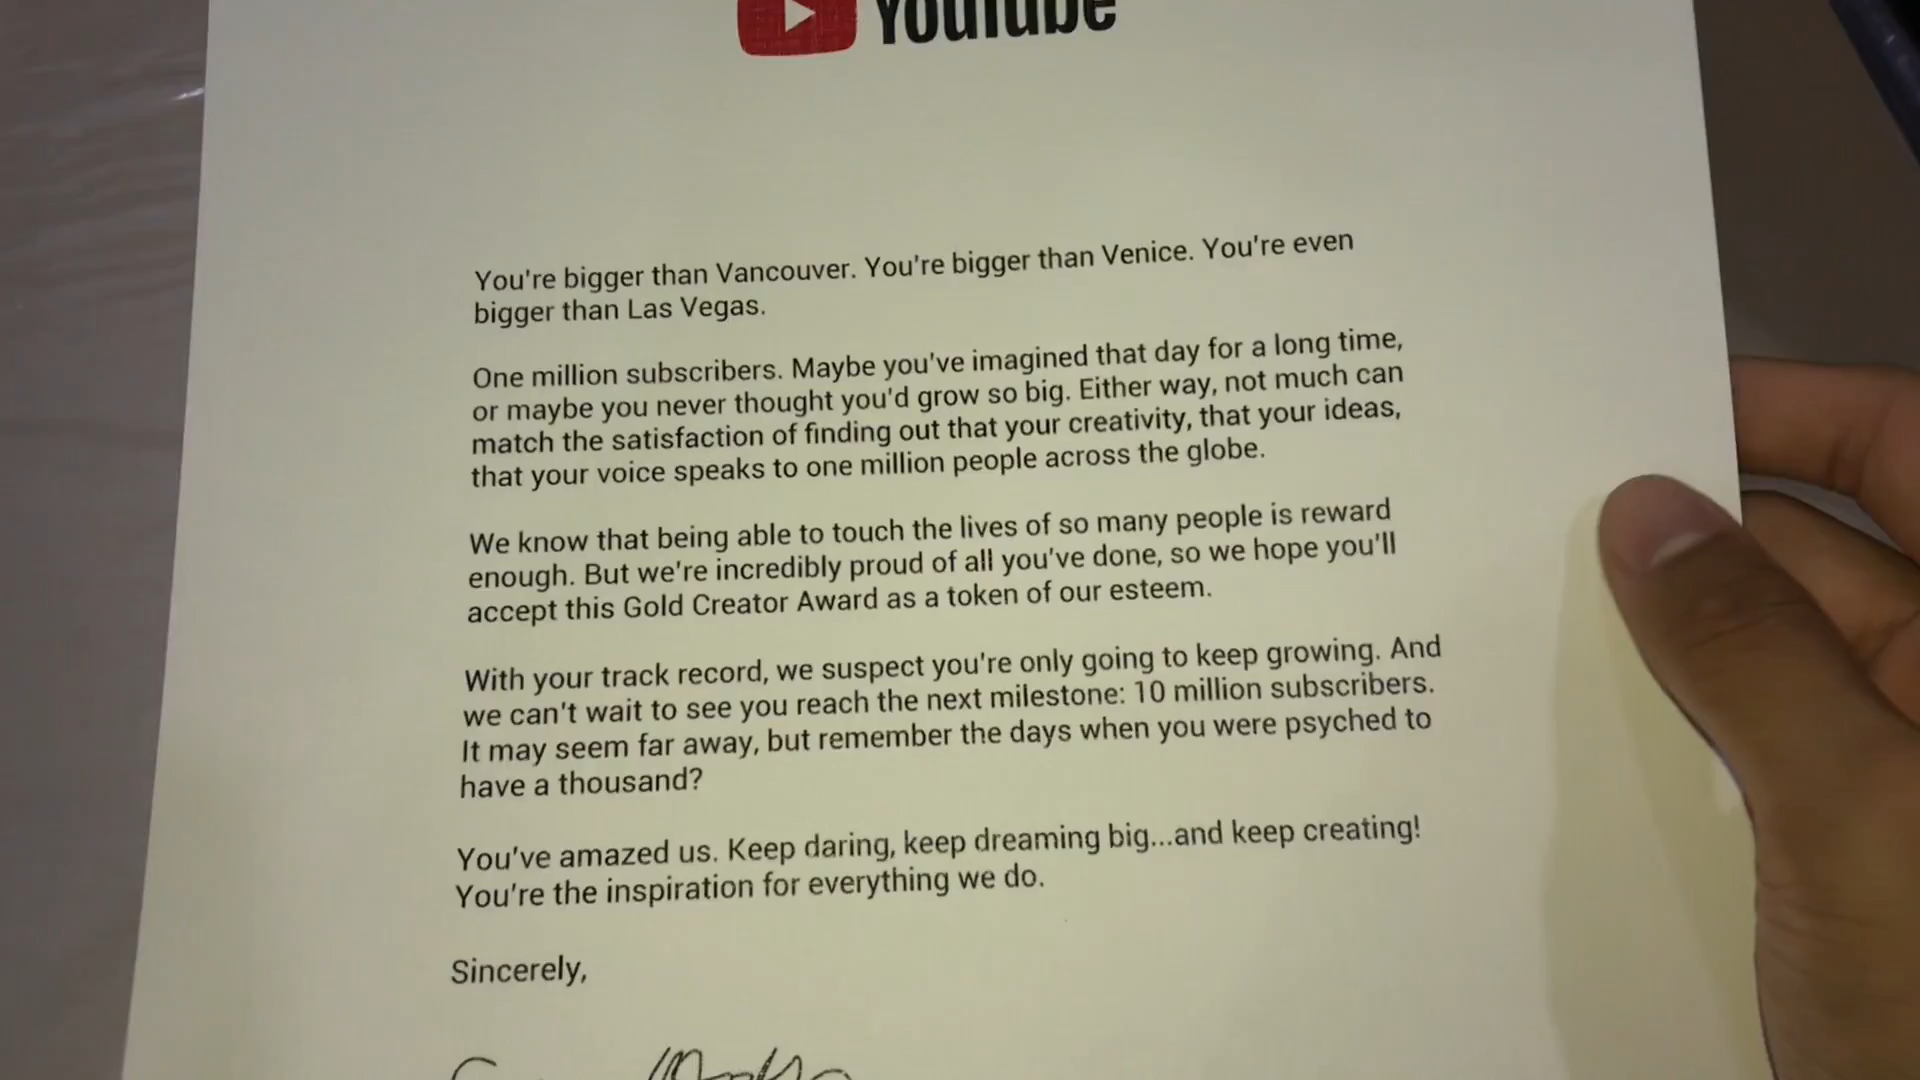 YouTube
You're bigger than Vancouver. You're bigger than Venice. You're even
bigger than Las Vegas.
One million subscribers. Maybe you've imagined that day for a long time,
or maybe you never thought you'd grow so big. Either way, not much can
match the satisfaction of finding out that your creativity, that your ideas,
that your voice speaks to one million people across the globe.
We know that being able to touch the lives of so many people is reward
enough. But we're incredibly proud of all you've done, so we hope you'll
accept this Gold Creator Award as a token of our esteem.
With your track record, we suspect you're only going to keep growing. And
we can't wait to see you reach the next milestone: 10 million subscribers.
It may seem far away, but remember the days when you were psyched to
have a thousand?
You've amazed us. Keep daring, keep dreaming big...and keep creating!
You're the inspiration for everything we do.
Sincerely,